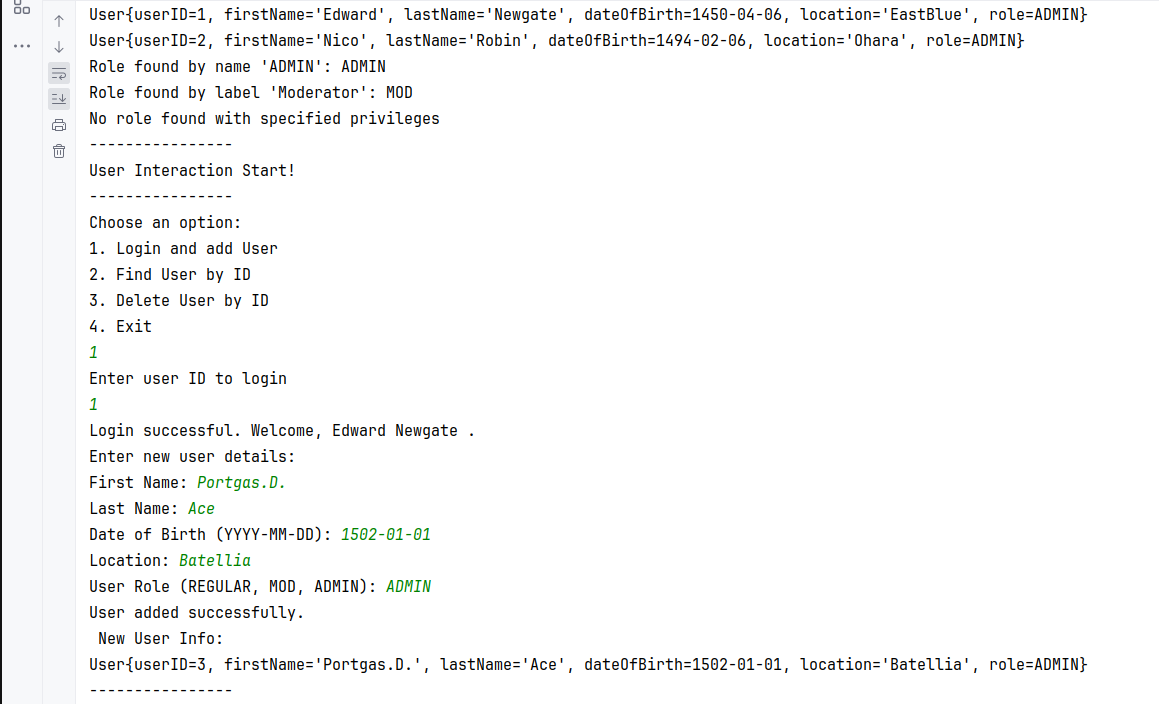 User{userID=1, firstName='Edward', lastName='Newgate', dateOfBirth=1450-04-06, location='EastBlue', role=ADMIN}
User{userID=2, firstName='Nico', lastName='Robin', dateOfBirth=1494-02-06, location='Ohara', role=ADMIN}
Role found by name 'ADMIN': ADMIN
Role found by label 'Moderator': MOD
No role found with specified privileges
----------------
User Interaction Start!
----------------
Choose an option:
1. Login and add User
2. Find User by ID
3. Delete User by ID
4. Exit
1
Enter user ID to login
1
Login successful. Welcome, Edward Newgate .
Enter new user details:
First Name: Portgas.D.
Last Name: Ace
Date of Birth (YYYY-MM-DD): 1502-01-01
Location: Batellia
User Role (REGULAR, MOD, ADMIN): ADMIN
User added successfully.
 New User Info:
User{userID=3, firstName='Portgas.D.', lastName='Ace', dateOfBirth=1502-01-01, location='Batellia', role=ADMIN}
----------------